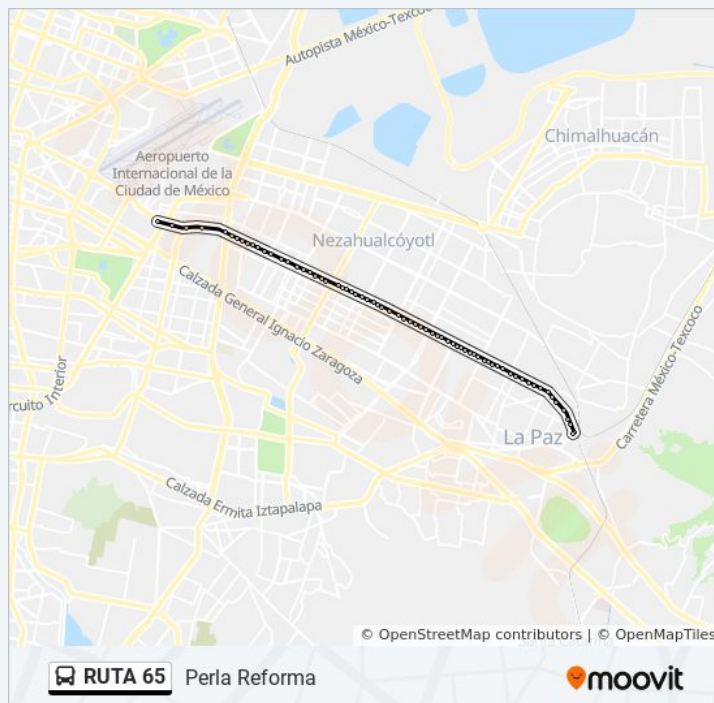 Autopista México-Texcoco
Chimalhuacán
Aeropuerto
Internacional de la
Ciudad de México
Nezahualcóyotl
Calzada General Ignacio Zaragoza
Carretera México-Texcoco
rcuito Interior
La Paz
Calzada Ermita Iztapalapa
© OpenStreetMap contributors | © OpenMapTiles
RUTA 65
Perla Reforma
moovit